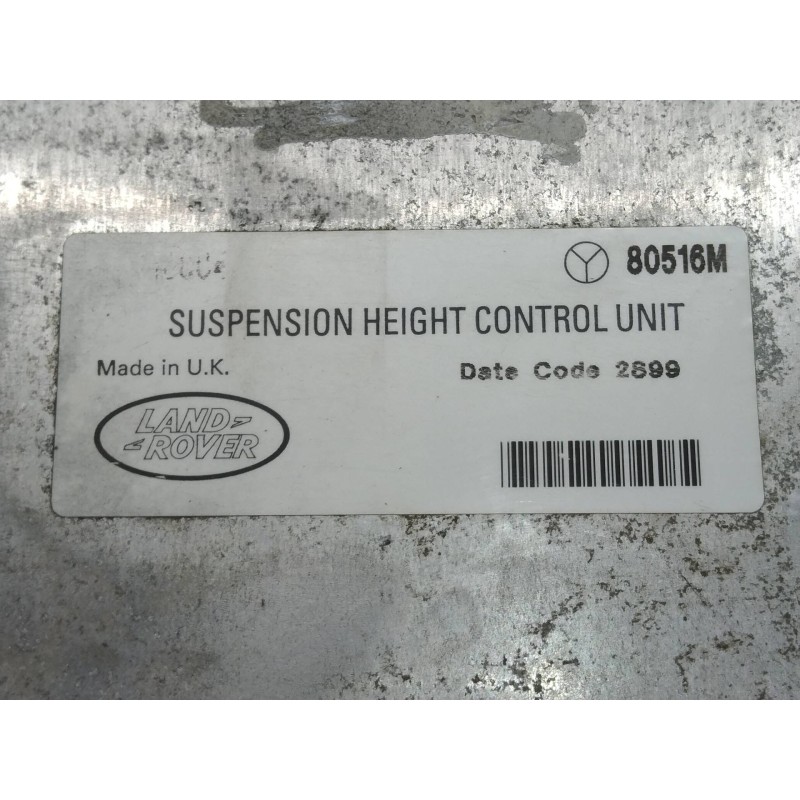 80516M
SUSPENSION HEIGHT CONTROL UNIT
Made in U.K.
Date Code 2899
LAND
ROVER